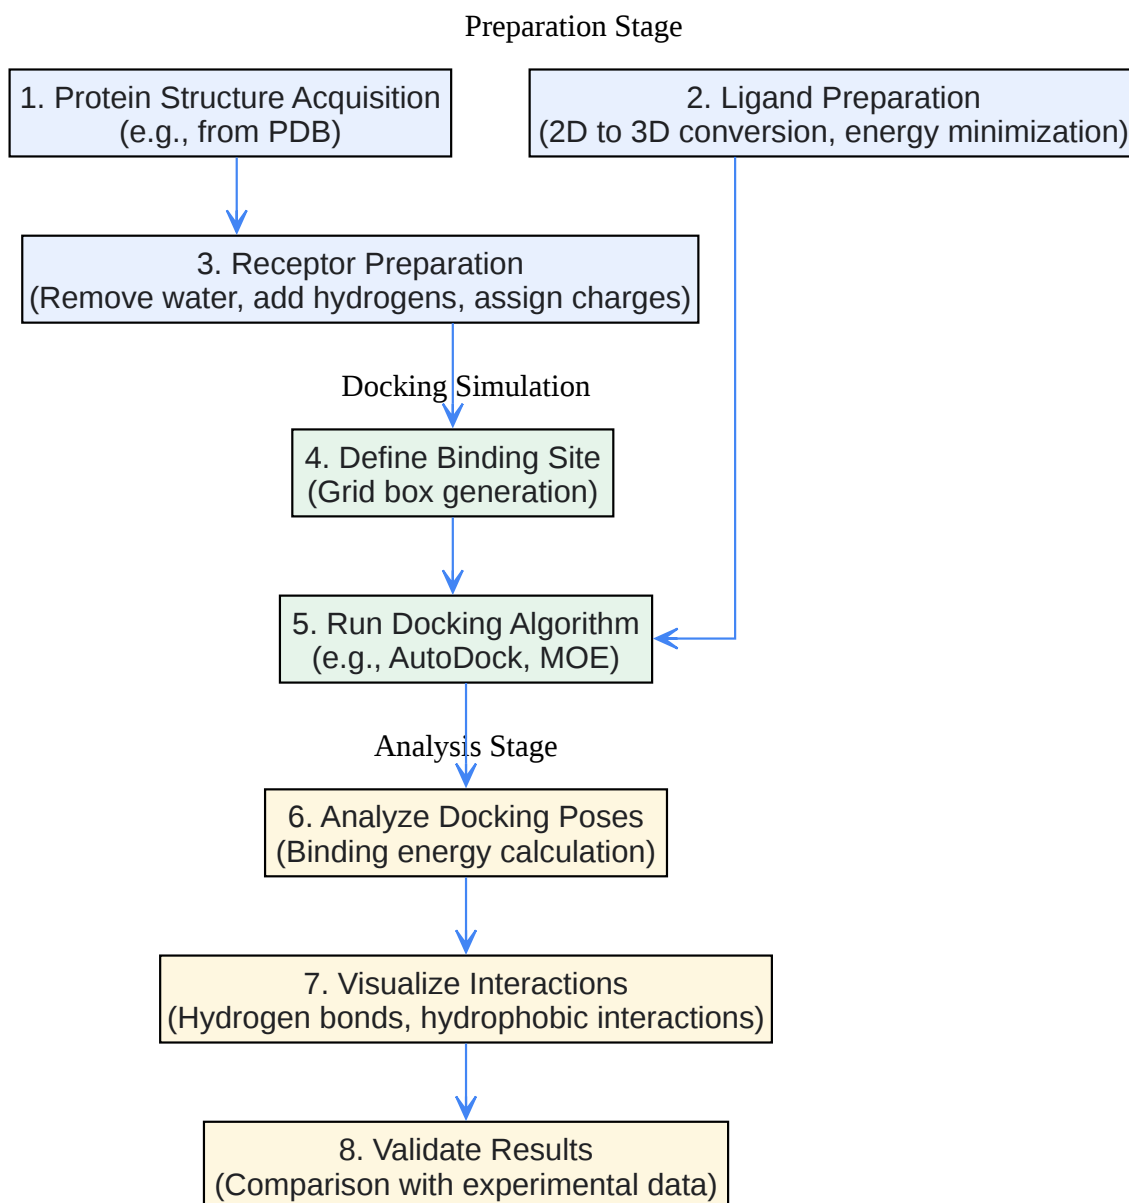 Preparation Stage
1. Protein Structure Acquisition
(e.g., from PDB)
2. Ligand Preparation
(2D to 3D conversion, energy minimization)
3. Receptor Preparation
(Remove water, add hydrogens, assign charges)
Docking Simulation
4. Define Binding Site
(Grid box generation)
5. Run Docking Algorithm
(e.g., AutoDock, MOE)
Analysis Stage
6. Analyze Docking Poses
(Binding energy calculation)
7. Visualize Interactions
(Hydrogen bonds, hydrophobic interactions)
8. Validate Results
(Comparison with experimental data)